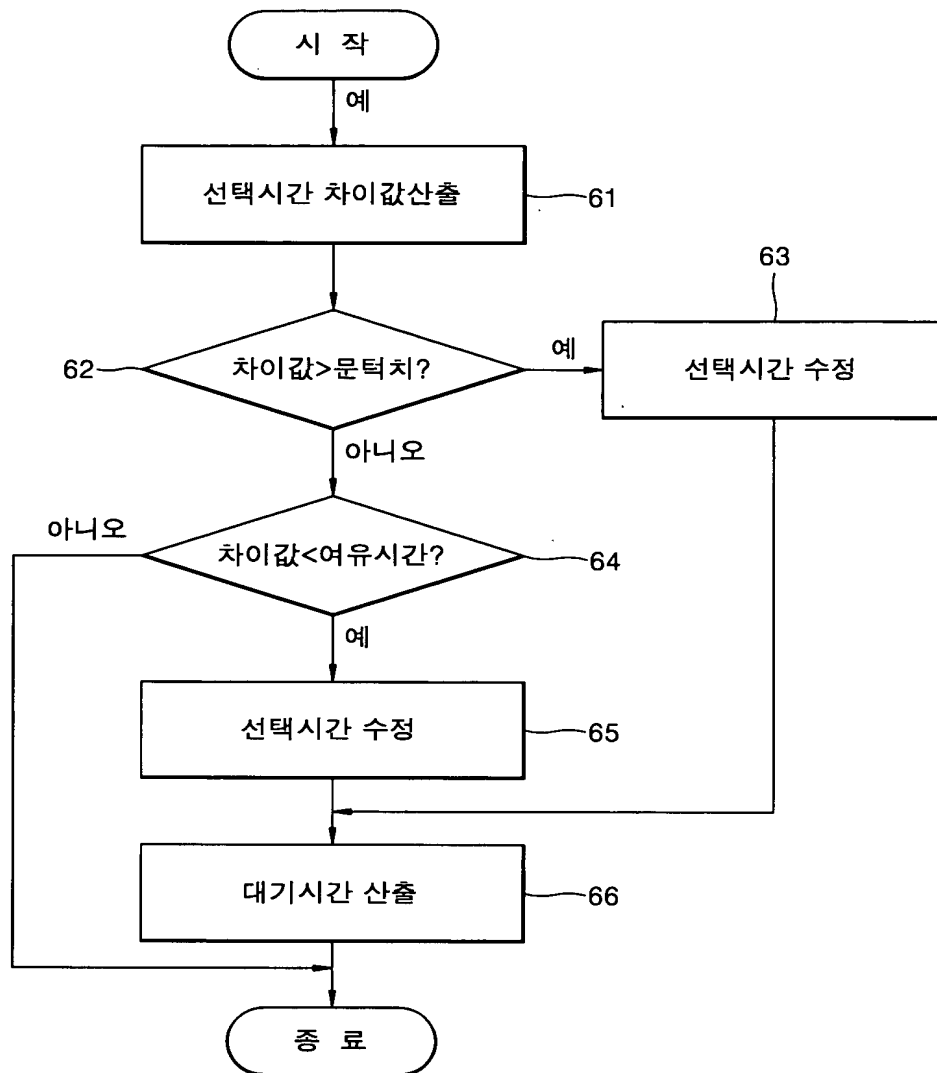 시 작
예
선택시간 차이값산출
61
63
62
차이값>문턱치?
예
선택시간 수정
아니오
아니오
차이값<여유시간?
64
예
선택시간 수정
65
대기시간 산출
66
종 료